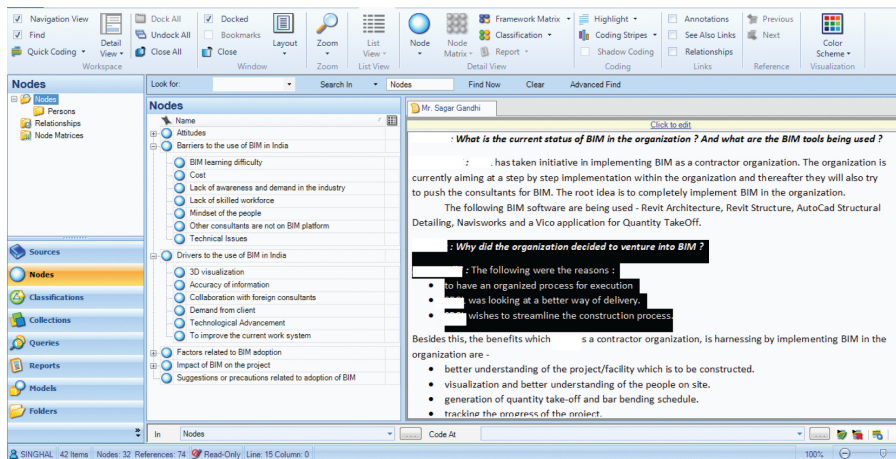 Navigation View
Find
Quick Coding
Detail View
Dock All
Undock All
Close All
Workspace
Docked
Bookmarks
Close
Layout
Window
Zoom
Zoom
List View
List View
Node
Node Matrix
Framework Matrix
Classification
Report
Detail View
Highlight
Coding Stripes
Shadow Coding
Coding
Annotations
See Also Links
Relationships
Links
Previous
Next
Reference
Color Scheme
Visualization
Nodes
Nodes
Persons
Relationships
Node Matrices
Sources
Nodes
Classifications
Collections
Queries
Reports
Models
Folders
Look for:
Search In
Nodes
Find Now
Clear
Advanced Find
Nodes
Name
Attitudes
Barriers to the use of BIM in India
BIM learning difficulty
Cost
Lack of awareness and demand in the industry
Lack of skilled workforce
Mindset of the people
Other consultants are not on BIM platform
Technical Issues
Drivers to the use of BIM in India
3D visualization
Accuracy of information
Collaboration with foreign consultants
Demand from client
Technological Advancement
To improve the current work system
Factors related to BIM adoption
Impact of BIM on the project
Suggestions or precautions related to adoption of BIM
Mr. Sagar Gandhi
Click to edit
: What is the current status of BIM in the organization ? And what are the BIM tools being used ?
: . has taken initiative in implementing BIM as a contractor organization. The organization is
currently aiming at a step by step implementation within the organization and thereafter they will also try
to push the consultants for BIM. The root idea is to completely implement BIM in the organization.
The following BIM software are being used - Revit Architecture, Revit Structure, AutoCad Structural
Detailing, Navisworks and a Vico application for Quantity TakeOff.
: Why did the organization decided to venture into BIM ?
: The following were the reasons :
• to have an organized process for execution
• was looking at a better way of delivery.
• wishes to streamline the construction process.
Besides this, the benefits which s a contractor organization, is harnessing by implementing BIM in the
organization are -
• better understanding of the project/facility which is to be constructed.
• visualization and better understanding of the people on site.
• generation of quantity take-off and bar bending schedule.
• tracking the progress of the project.
In
Nodes
Code At
SINGHAL 42 Items Nodes: 32 References: 74 Read-Only Line: 15 Column: 0
100%